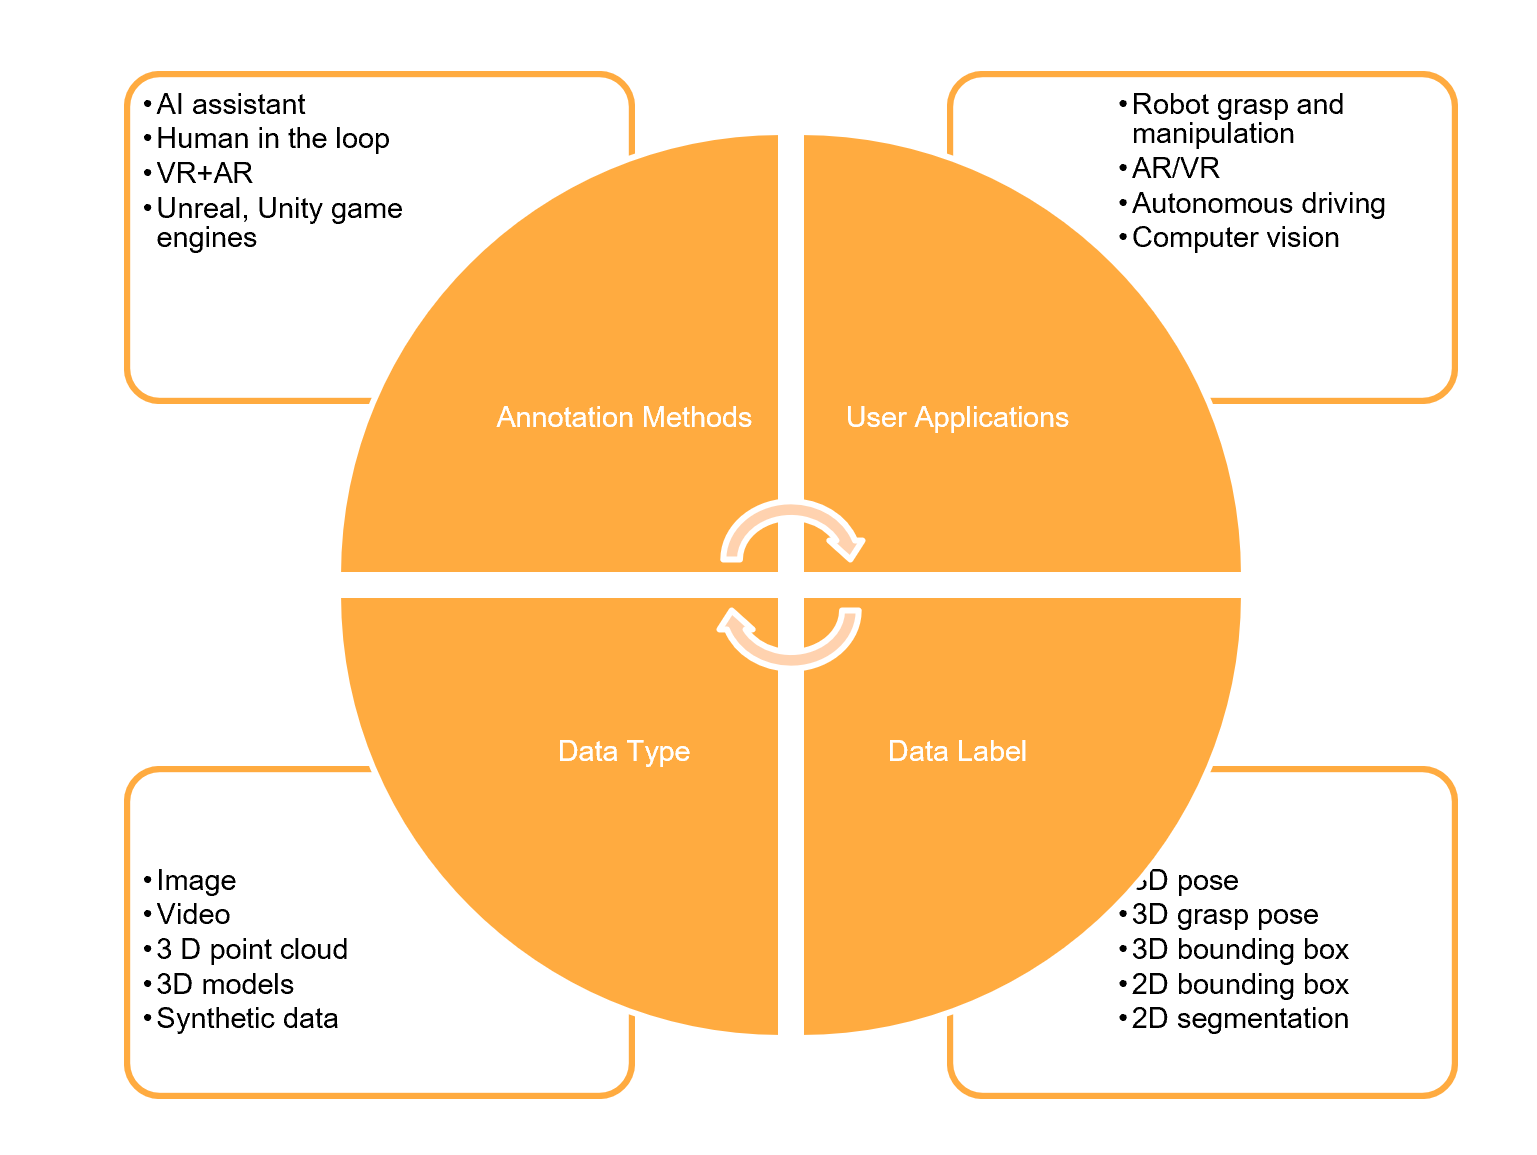 •AI assistant
•Human in the loop
•VR+AR
•Unreal, Unity game
engines
•Robot grasp and
manipulation
•AR/VR
•Autonomous driving
•Computer vision
Annotation Methods
User Applications
Data Type
Data Label
•Image
•Video
•3 D point cloud
•3D models
•Synthetic data
pose
•3D grasp pose
•3D bounding box
•2D bounding box
•2D segmentation